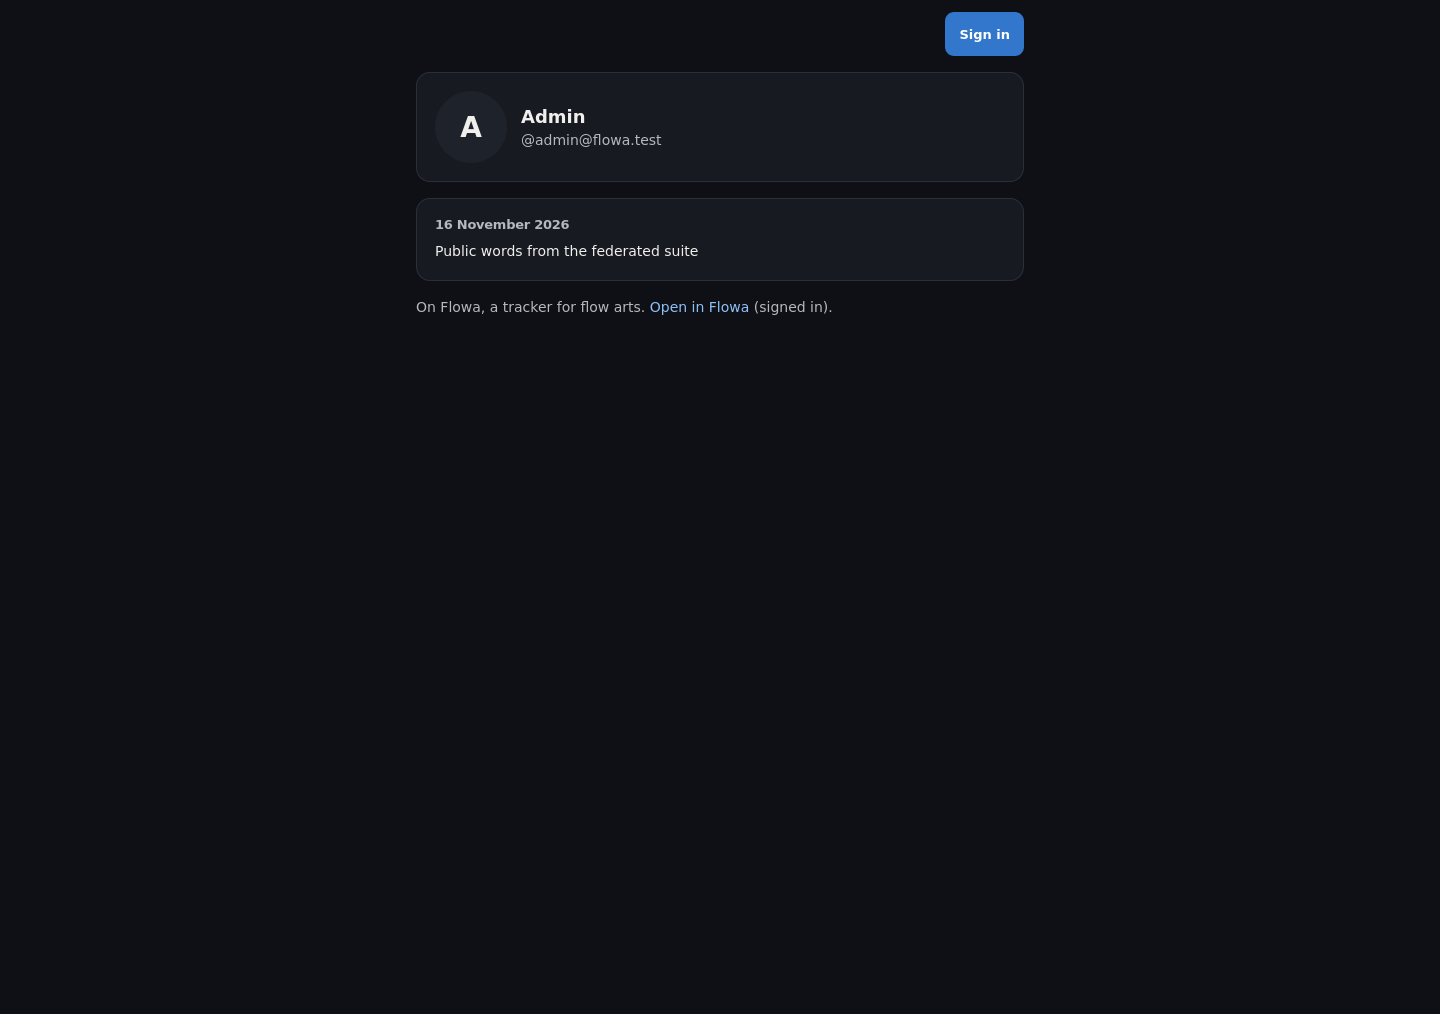 Sign in
A
Admin
@admin@flowa.test
16 November 2026
Public words from the federated suite
On Flowa, a tracker for flow arts. Open in Flowa (signed in).